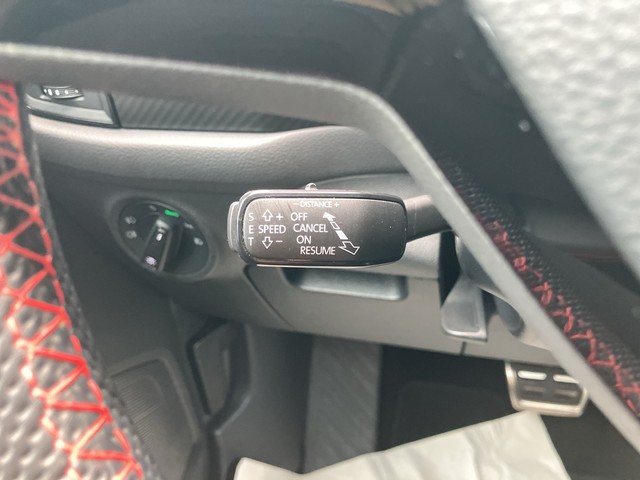 - DISTANCE +
S + OFF
E SPEED CANCEL
T - ON
RESUME